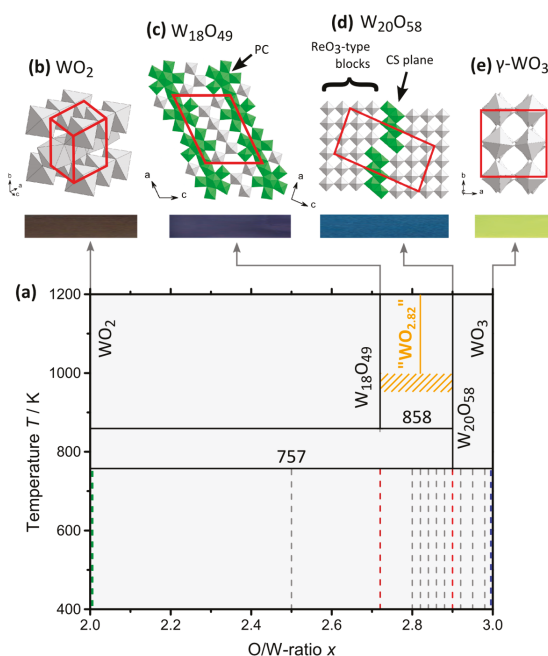 (b) WO₂
(c) W₁₈O₄₉
PC
(d) W₂₀O₅₈
ReO₃-type
blocks
CS plane
(e) γ-WO₃
b
a
c
a
c
a
c
b
a
(a)
1200
1000
800
600
400
Temperature T / K
WO₂
W₁₈O₄₉
"WO₂.₈₂"
W₂₀O₅₈
WO₃
858
757
2.0
2.2
2.4
2.6
2.8
3.0
O/W-ratio x